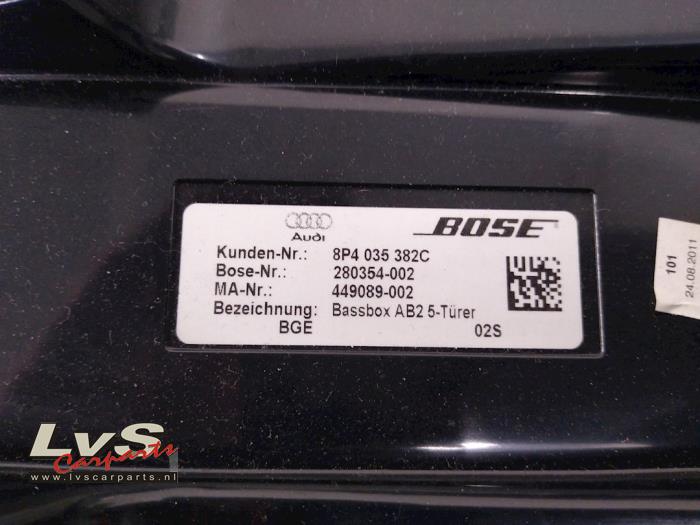 Audi
BOSE
Kunden-Nr.: 8P4 035 382C
Bose-Nr.: 280354-002
MA-Nr.: 449089-002
Bezeichnung: Bassbox AB2 5-Türer
BGE 02S
101
24.08.2011
LvS
Carparts
www.lvscarparts.nl